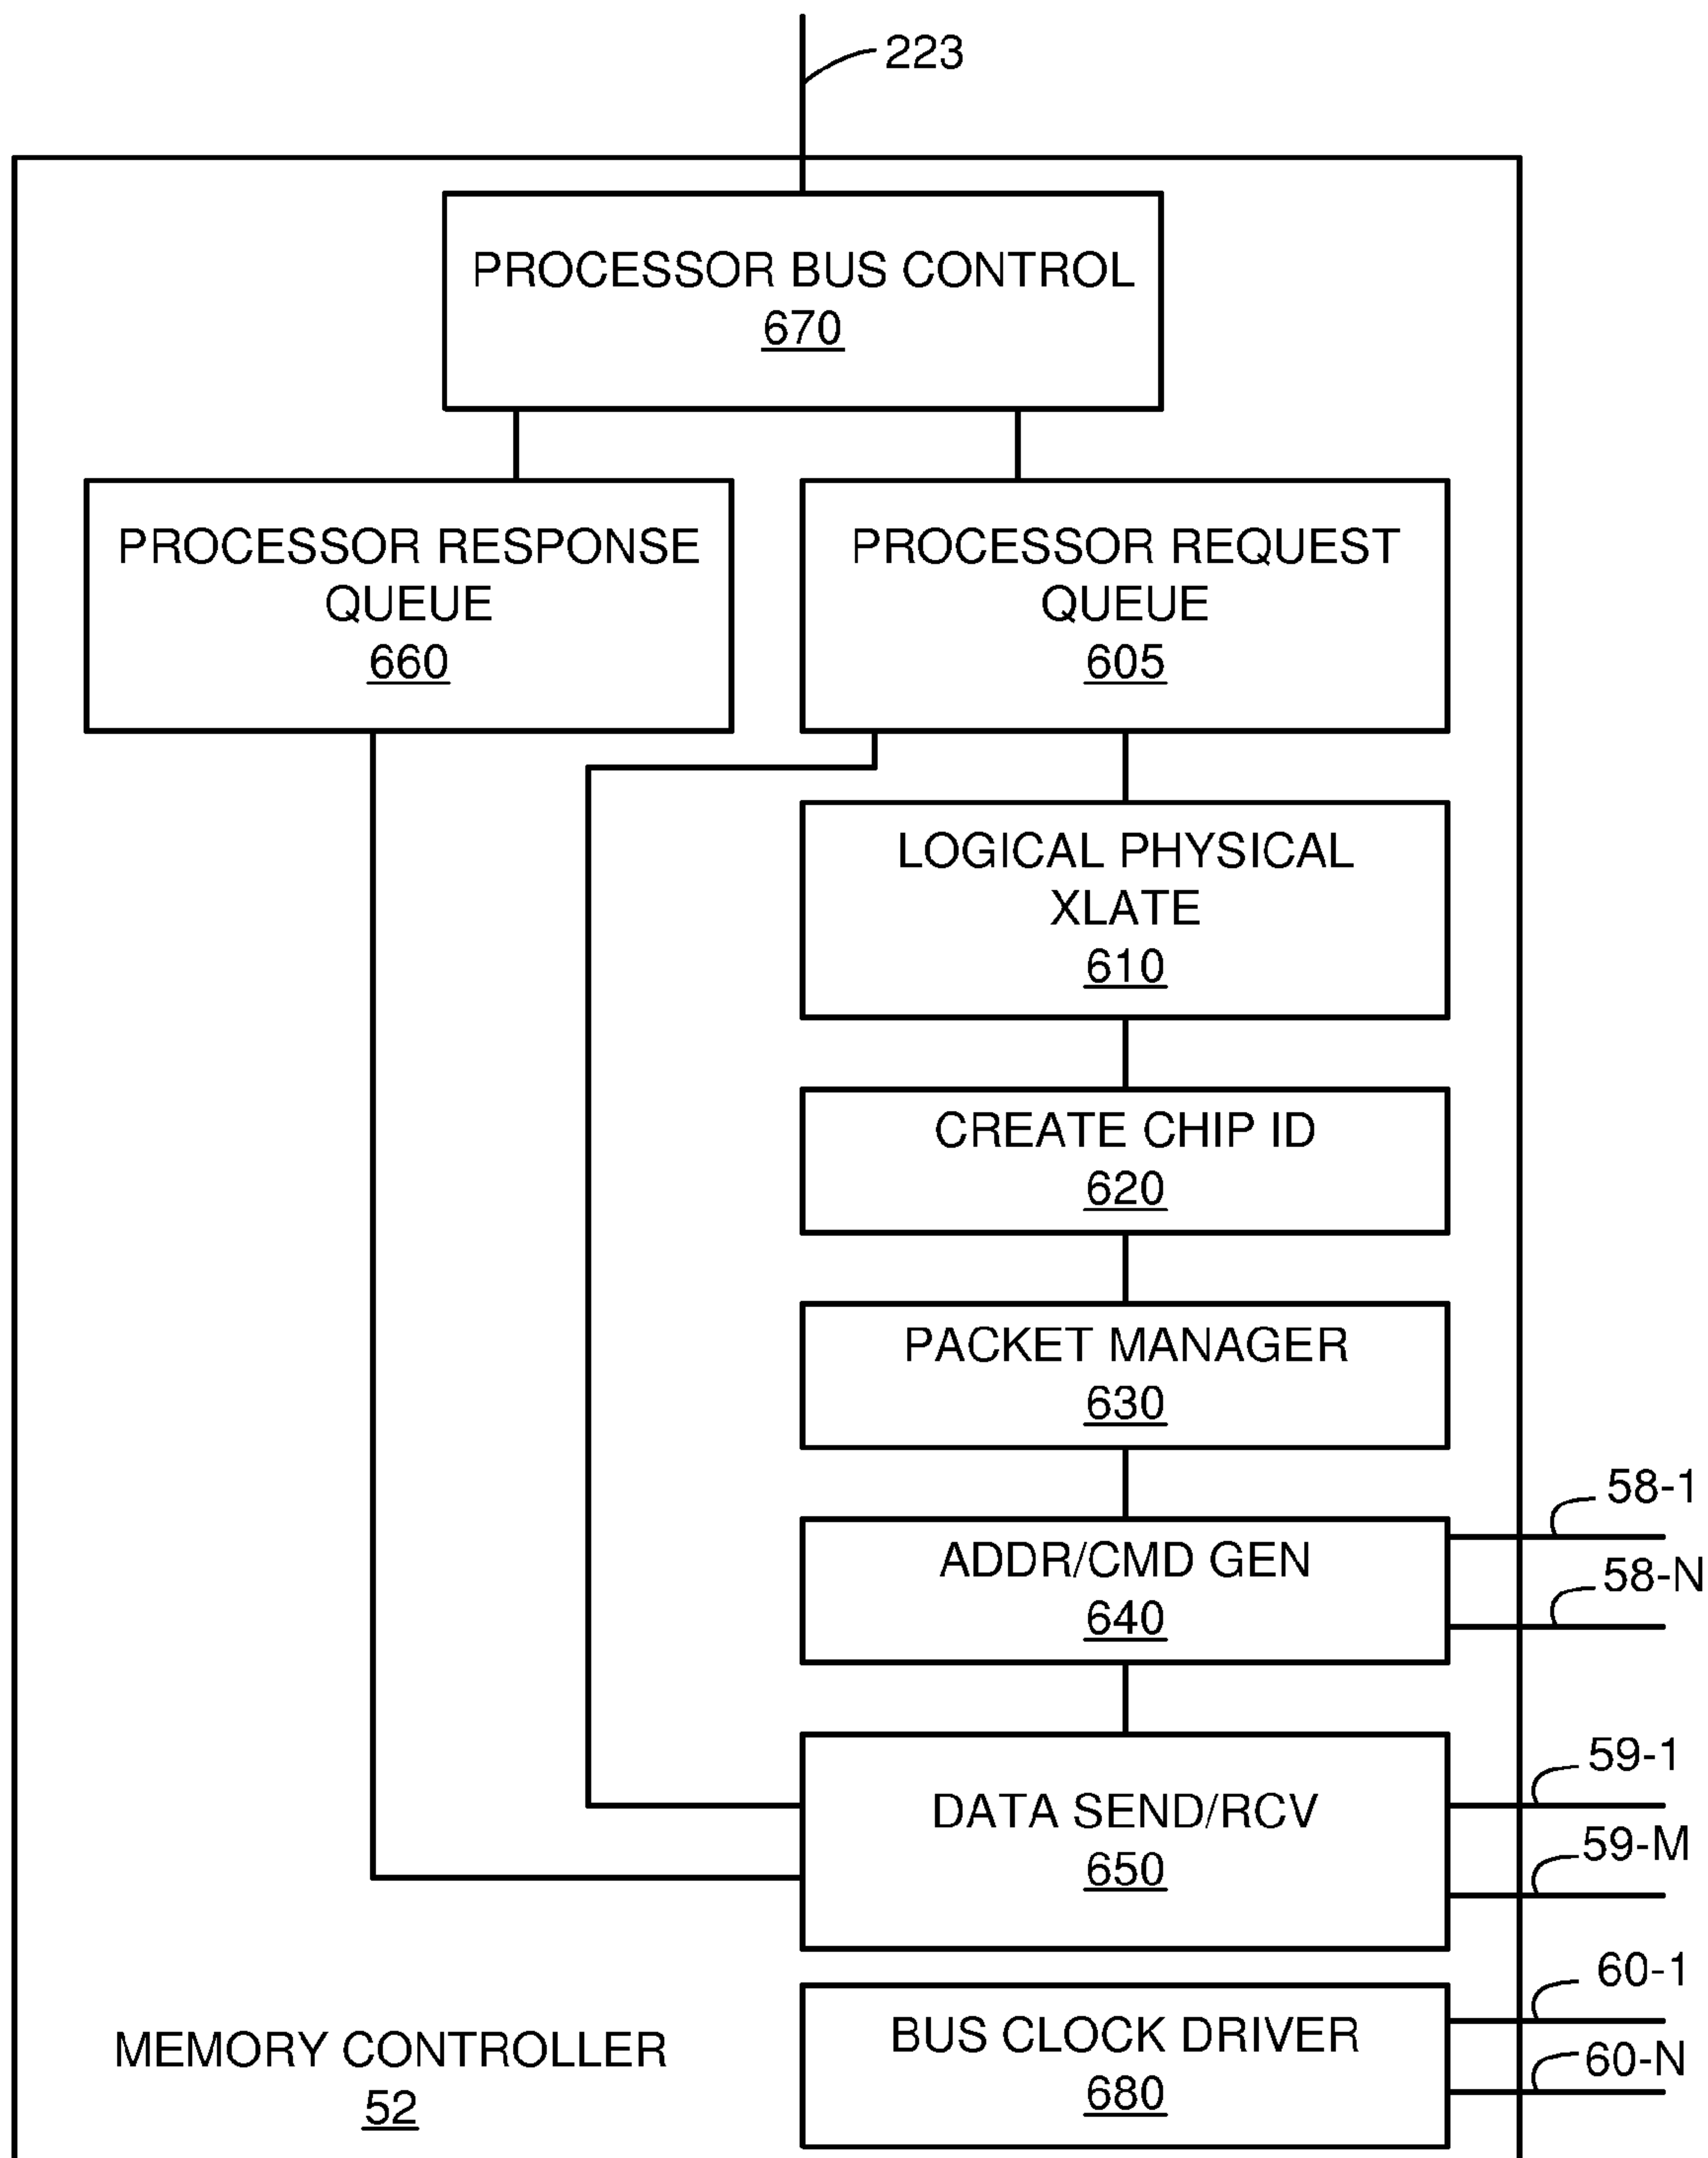 223
PROCESSOR BUS CONTROL
670
PROCESSOR RESPONSE
QUEUE
660
PROCESSOR REQUEST
QUEUE
605
LOGICAL PHYSICAL
XLATE
610
CREATE CHIP ID
620
PACKET MANAGER
630
ADDR/CMD GEN
640
58-1
58-N
DATA SEND/RCV
650
59-1
59-M
BUS CLOCK DRIVER
680
60-1
60-N
MEMORY CONTROLLER
52